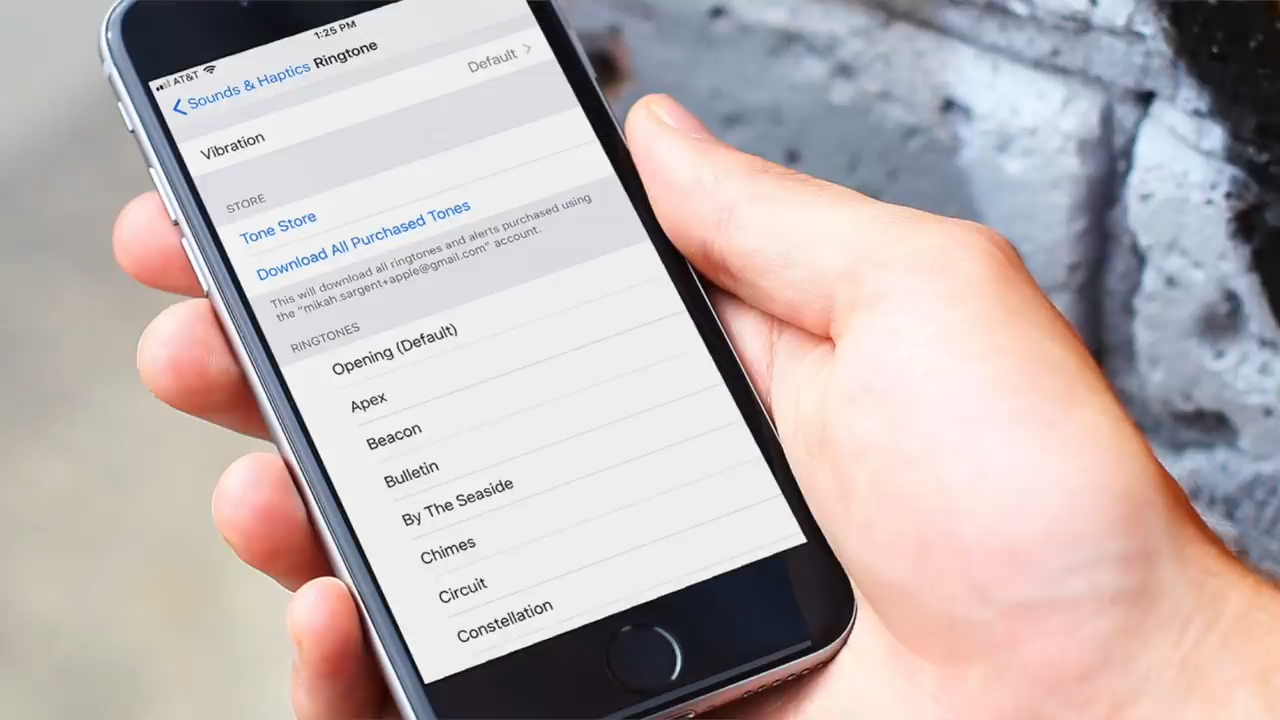 AT&T 1:25 PM
Sounds & Haptics Ringtone
Vibration Default
STORE
Tone Store
Download All Purchased Tones
This will download all ringtones and alerts purchased using
the "mikah.sargent+apple@gmail.com" account.
RINGTONES
Opening (Default)
Apex
Beacon
Bulletin
By The Seaside
Chimes
Circuit
Constellation